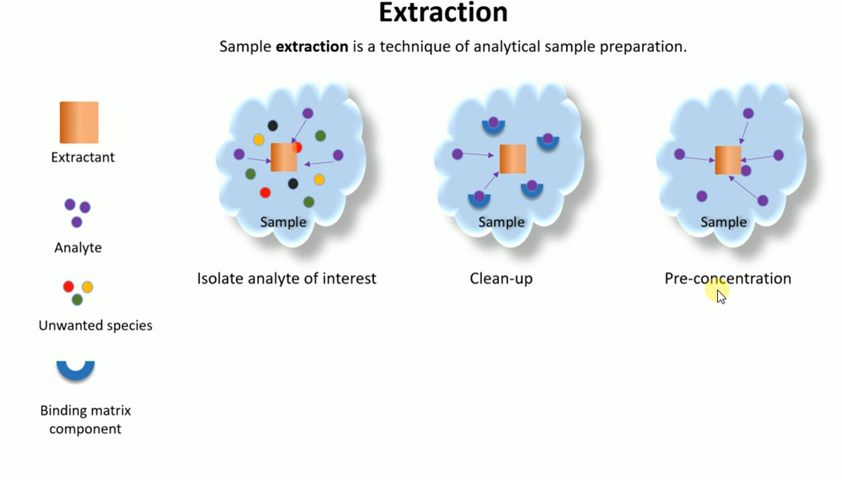 Extraction
Sample extraction is a technique of analytical sample preparation.
Extractant
Analyte
Unwanted species
Binding matrix
component
Sample
Isolate analyte of interest
Sample
Clean-up
Sample
Pre-concentration